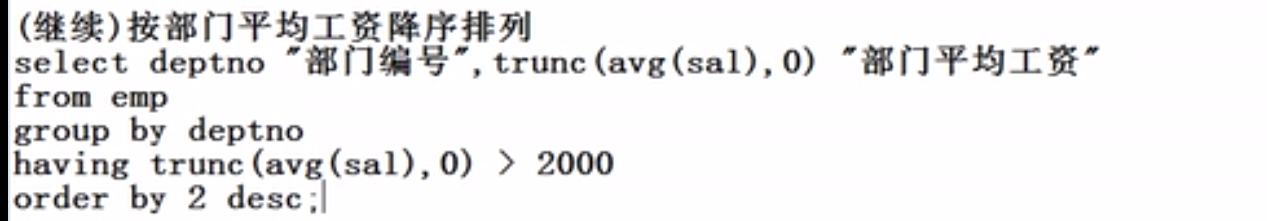 (继续)按部门平均工资降序排列
select deptno "部门编号",trunc(avg(sal),0) "部门平均工资"
from emp
group by deptno
having trunc(avg(sal),0) > 2000
order by 2 desc;